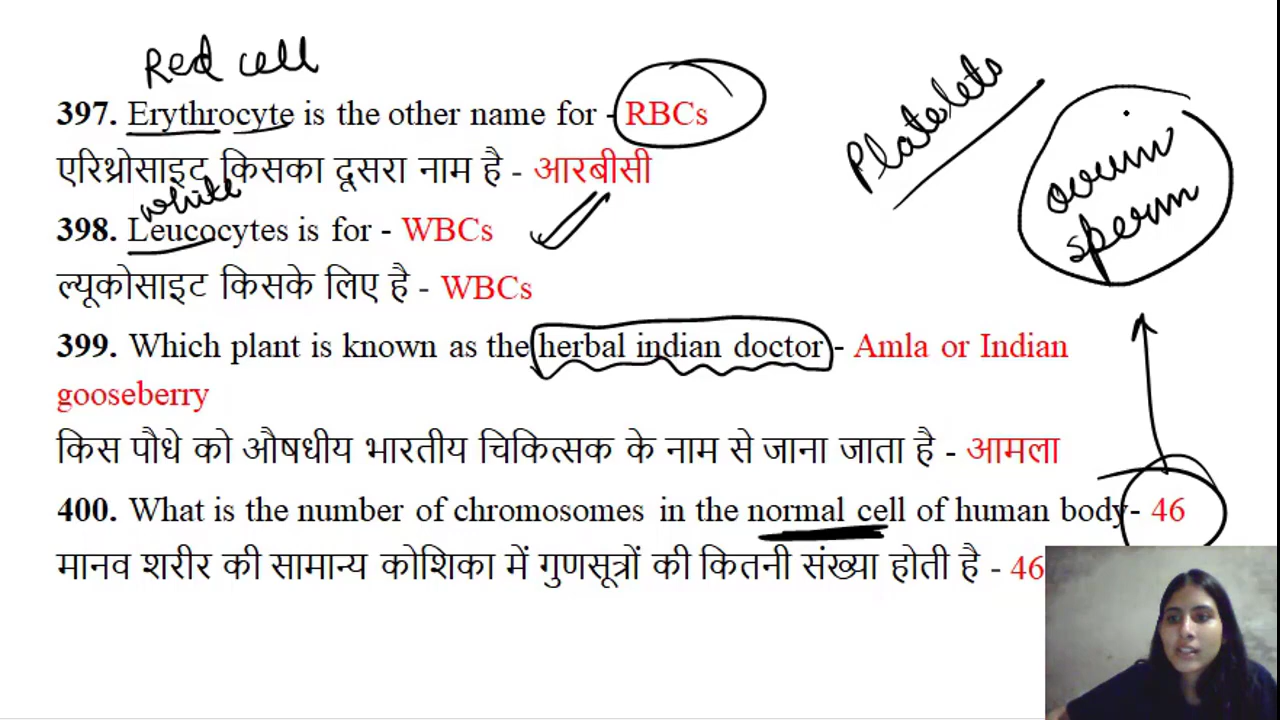 Red cell
397. Erythrocyte is the other name for - RBCs
एरिथ्रोसाइट किसका दूसरा नाम है - आरबीसी
white
398. Leucocytes is for - WBCs
ल्यूकोसाइट किसके लिए है - WBCs
399. Which plant is known as the herbal indian doctor - Amla or Indian
gooseberry
किस पौधे को औषधीय भारतीय चिकित्सक के नाम से जाना जाता है - आमला
400. What is the number of chromosomes in the normal cell of human body- 46
मानव शरीर की सामान्य कोशिका में गुणसूत्रों की कितनी संख्या होती है - 46
Platelets
ovum
sperm